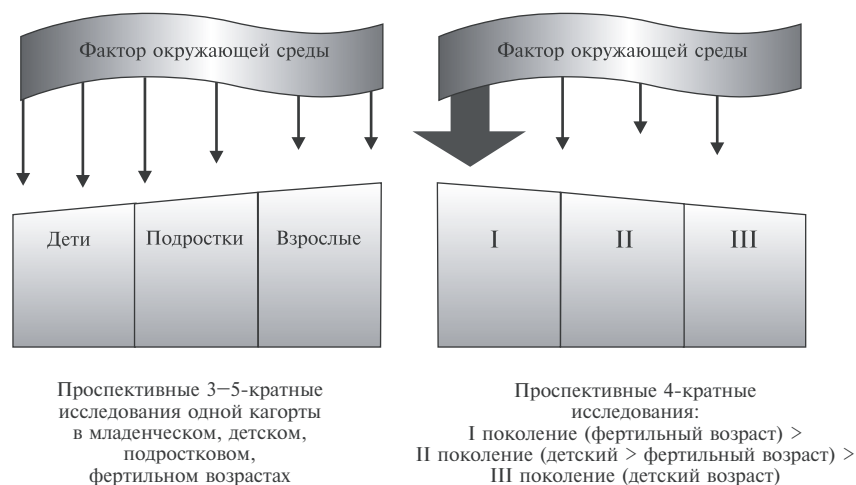 Фактор окружающей среды
Дети
Подростки
Взрослые
Проспективные 3–5-кратные
исследования одной кагорты
в младенческом, детском,
подростковом,
фертильном возрастах
Фактор окружающей среды
I
II
III
Проспективные 4-кратные
исследования:
I поколение (фертильный возраст) >
II поколение (детский > фертильный возраст) >
III поколение (детский возраст)